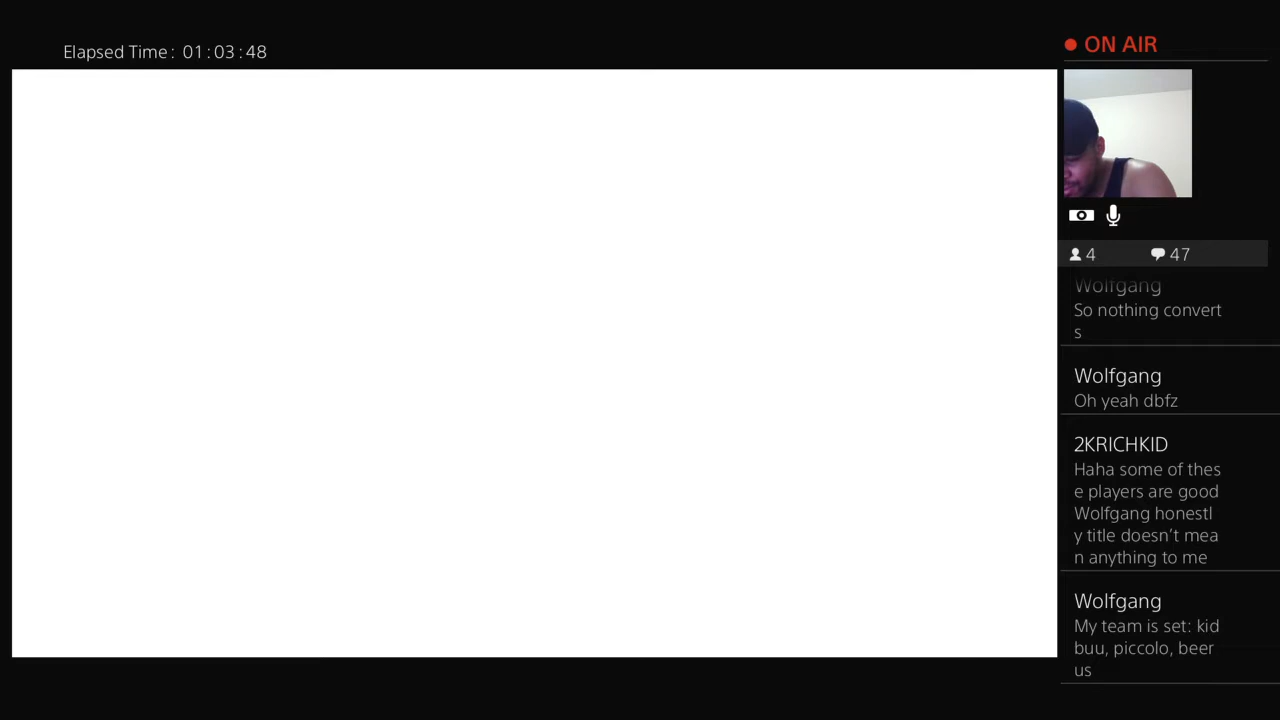 Elapsed Time: 01:03:48
ON AIR
4 47
Wolfgang
So nothing convert
s
Wolfgang
Oh yeah dbfz
2KRICHKID
Haha some of thes
e players are good
Wolfgang honestl
y title doesn't mea
n anything to me
Wolfgang
My team is set: kid
buu, piccolo, beer
us